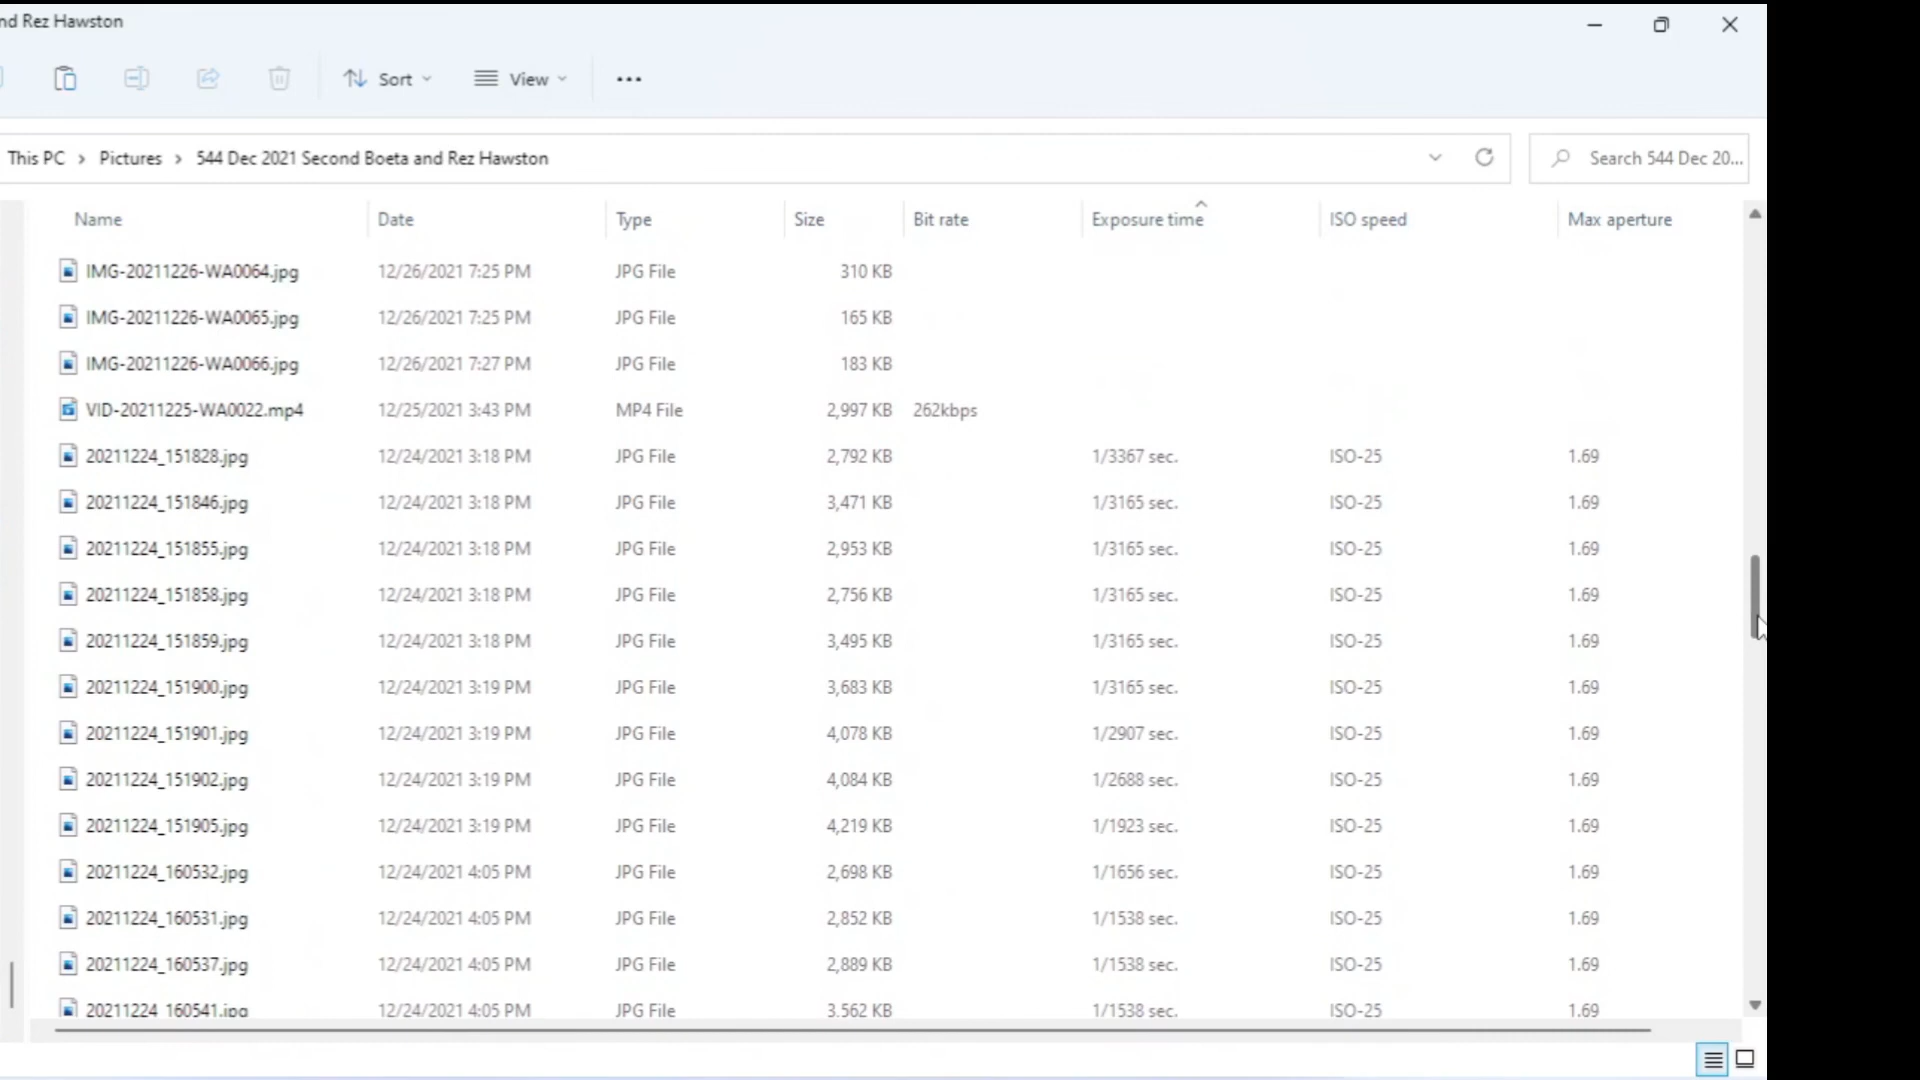 nd Rez Hawston
Sort View
This PC > Pictures > 544 Dec 2021 Second Boeta and Rez Hawston Search 544 Dec 20...
Name Date Type Size Bit rate Exposure time ISO speed Max aperture
IMG-20211226-WA0064.jpg 12/26/2021 7:25 PM JPG File 310 KB
IMG-20211226-WA0065.jpg 12/26/2021 7:25 PM JPG File 165 KB
IMG-20211226-WA0066.jpg 12/26/2021 7:27 PM JPG File 183 KB
VID-20211225-WA0022.mp4 12/25/2021 3:43 PM MP4 File 2,997 KB 262kbps
20211224_151828.jpg 12/24/2021 3:18 PM JPG File 2,792 KB 1/3367 sec. ISO-25 1.69
20211224_151846.jpg 12/24/2021 3:18 PM JPG File 3,471 KB 1/3165 sec. ISO-25 1.69
20211224_151855.jpg 12/24/2021 3:18 PM JPG File 2,953 KB 1/3165 sec. ISO-25 1.69
20211224_151858.jpg 12/24/2021 3:18 PM JPG File 2,756 KB 1/3165 sec. ISO-25 1.69
20211224_151859.jpg 12/24/2021 3:18 PM JPG File 3,495 KB 1/3165 sec. ISO-25 1.69
20211224_151900.jpg 12/24/2021 3:19 PM JPG File 3,683 KB 1/3165 sec. ISO-25 1.69
20211224_151901.jpg 12/24/2021 3:19 PM JPG File 4,078 KB 1/2907 sec. ISO-25 1.69
20211224_151902.jpg 12/24/2021 3:19 PM JPG File 4,084 KB 1/2688 sec. ISO-25 1.69
20211224_151905.jpg 12/24/2021 3:19 PM JPG File 4,219 KB 1/1923 sec. ISO-25 1.69
20211224_160532.jpg 12/24/2021 4:05 PM JPG File 2,698 KB 1/1656 sec. ISO-25 1.69
20211224_160531.jpg 12/24/2021 4:05 PM JPG File 2,852 KB 1/1538 sec. ISO-25 1.69
20211224_160537.jpg 12/24/2021 4:05 PM JPG File 2,889 KB 1/1538 sec. ISO-25 1.69
20211224_160541.jpg 12/24/2021 4:05 PM JPG File 3,562 KB 1/1538 sec. ISO-25 1.69